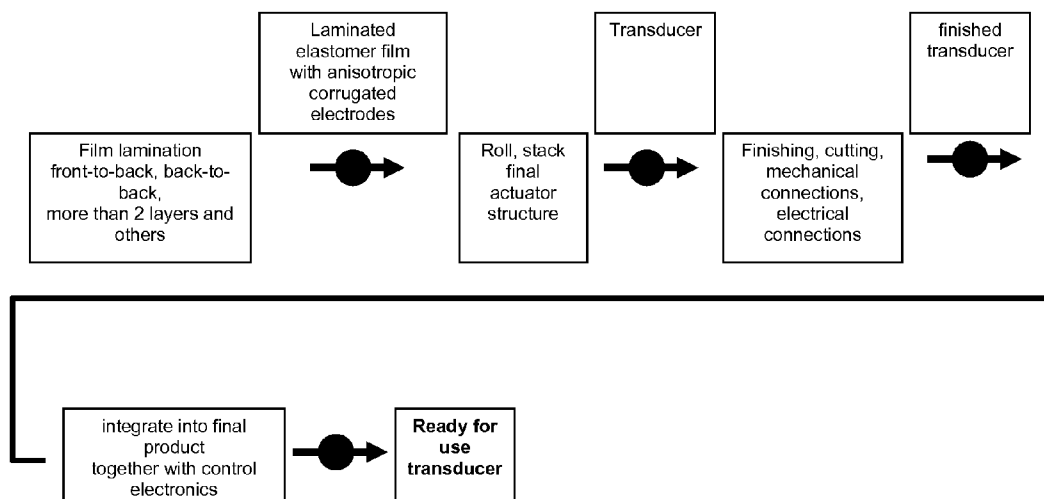 Laminated
elastomer film
with anisotropic
corrugated
electrodes
Transducer
finished
transducer
Film lamination
front-to-back, back-to-
back,
more than 2 layers and
others
Roll, stack
final
actuator
structure
Finishing, cutting,
mechanical
connections,
electrical
connections
integrate into final
product
together with control
electronics
Ready for
use
transducer